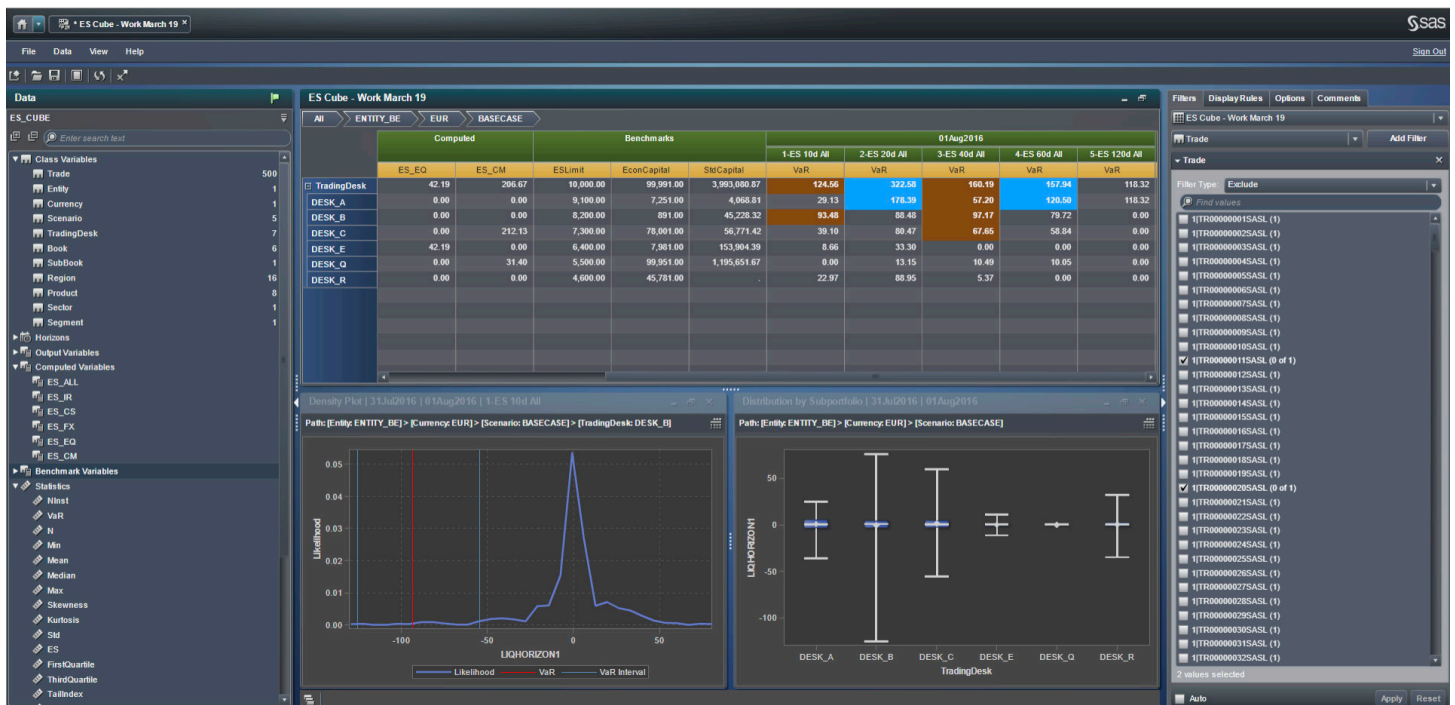 * ES Cube - Work March 19 ×
sas
File Data View Help
Sign Out
Data
ES_CUBE
Enter search text
Class Variables
Trade 500
Entity 1
Currency 1
Scenario 5
TradingDesk 7
Book 6
SubBook 1
Region 16
Product 8
Sector 1
Segment 1
Horizons
Output Variables
Computed Variables
ES_ALL
ES_IR
ES_CS
ES_FX
ES_EQ
ES_CM
Benchmark Variables
Statistics
NInst
VaR
N
Min
Mean
Median
Max
Skewness
Kurtosis
Std
ES
FirstQuartile
ThirdQuartile
TailIndex
ES Cube - Work March 19
All ENTITY_BE EUR BASECASE
Computed Benchmarks 01Aug2016
1-ES 10d All 2-ES 20d All 3-ES 40d All 4-ES 60d All 5-ES 120d All
ES_EQ ES_CM ESLimit EconCapital StdCapital VaR VaR VaR VaR VaR
TradingDesk 42.19 206.67 10,000.00 99,991.00 3,993,080.87 124.56 322.58 160.19 157.94 118.32
DESK_A 0.00 0.00 9,100.00 7,251.00 4,068.81 29.13 178.39 57.20 120.50 118.32
DESK_B 0.00 0.00 8,200.00 891.00 45,228.32 93.48 88.48 97.17 79.72 0.00
DESK_C 0.00 212.13 7,300.00 78,001.00 56,771.42 39.10 80.47 67.65 58.84 0.00
DESK_E 42.19 0.00 6,400.00 7,981.00 153,904.39 8.66 33.30 0.00 0.00 0.00
DESK_Q 0.00 31.40 5,500.00 99,951.00 1,195,651.67 0.00 13.15 10.49 10.05 0.00
DESK_R 0.00 0.00 4,600.00 45,781.00 . 22.97 88.95 5.37 0.00 0.00
Density Plot | 31Jul2016 | 01Aug2016 | 1-ES 10d All
Path: [Entity: ENTITY_BE] > [Currency: EUR] > [Scenario: BASECASE] > [TradingDesk: DESK_B]
Likelihood
0.05
0.04
0.03
0.02
0.01
0.00
-100 -50 0 50
LIQHORIZON1
Likelihood VaR VaR Interval
Distribution by Subportfolio | 31Jul2016 | 01Aug2016
Path: [Entity: ENTITY_BE] > [Currency: EUR] > [Scenario: BASECASE]
LIQHORIZON1
50
0
-50
-100
DESK_A DESK_B DESK_C DESK_E DESK_Q DESK_R
TradingDesk
Filters Display Rules Options Comments
ES Cube - Work March 19
Trade Add Filter
Trade ×
Filter Type: Exclude
Find values
1|TR00000001SASL (1)
1|TR00000002SASL (1)
1|TR00000003SASL (1)
1|TR00000004SASL (1)
1|TR00000005SASL (1)
1|TR00000006SASL (1)
1|TR00000007SASL (1)
1|TR00000008SASL (1)
1|TR00000009SASL (1)
1|TR00000010SASL (1)
1|TR00000011SASL (0 of 1)
1|TR00000012SASL (1)
1|TR00000013SASL (1)
1|TR00000014SASL (1)
1|TR00000015SASL (1)
1|TR00000016SASL (1)
1|TR00000017SASL (1)
1|TR00000018SASL (1)
1|TR00000019SASL (1)
1|TR00000020SASL (0 of 1)
1|TR00000021SASL (1)
1|TR00000022SASL (1)
1|TR00000023SASL (1)
1|TR00000024SASL (1)
1|TR00000025SASL (1)
1|TR00000026SASL (1)
1|TR00000027SASL (1)
1|TR00000028SASL (1)
1|TR00000029SASL (1)
1|TR00000030SASL (1)
1|TR00000031SASL (1)
1|TR00000032SASL (1)
2 values selected
Auto Apply Reset